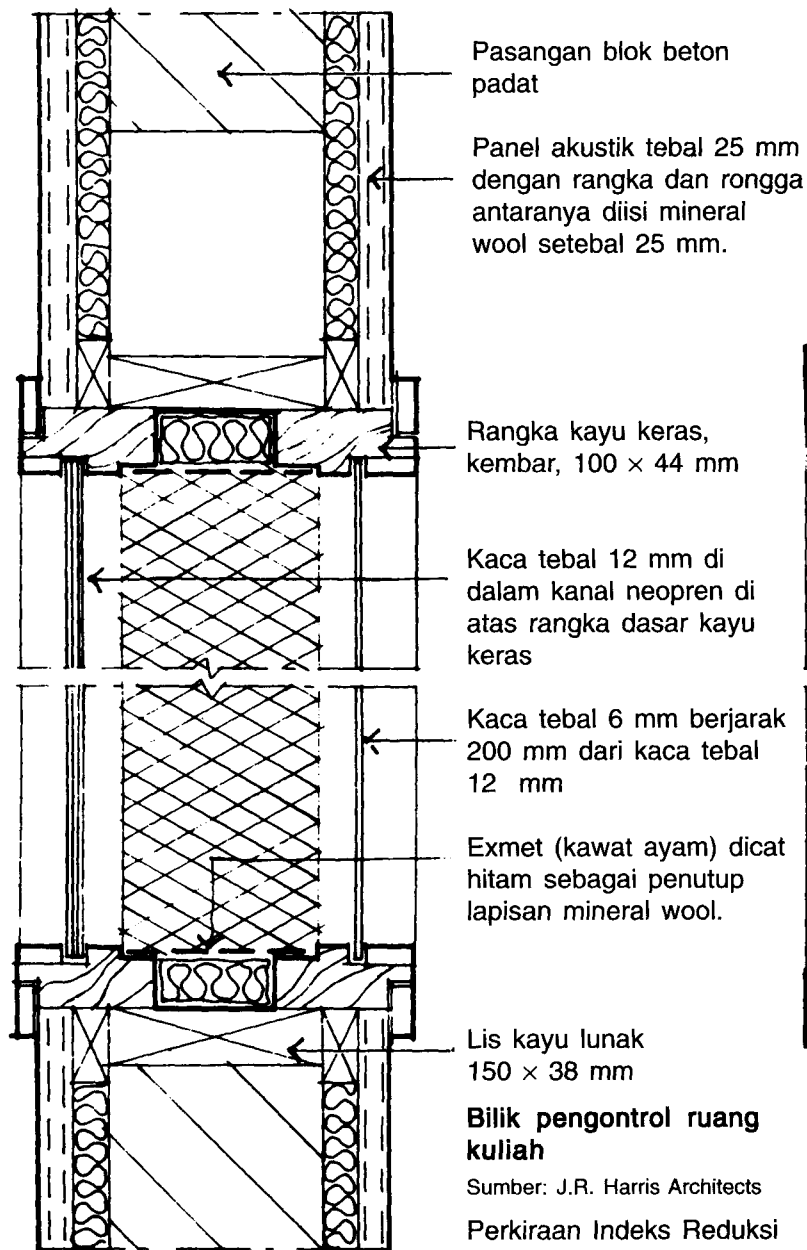 Pasangan blok beton
padat
Panel akustik tebal 25 mm
dengan rangka dan rongga
antaranya diisi mineral
wool setebal 25 mm.
Rangka kayu keras,
kembar, 100 × 44 mm
Kaca tebal 12 mm di
dalam kanal neopren di
atas rangka dasar kayu
keras
Kaca tebal 6 mm berjarak
200 mm dari kaca tebal
12 mm
Exmet (kawat ayam) dicat
hitam sebagai penutup
lapisan mineral wool.
Lis kayu lunak
150 × 38 mm
Bilik pengontrol ruang
kuliah
Sumber: J.R. Harris Architects
Perkiraan Indeks Reduksi